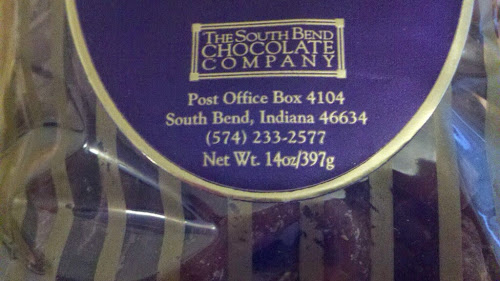 THE SOUTH BEND
CHOCOLATE
COMPANY
Post Office Box 4104
South Bend, Indiana 46634
(574) 233-2577
Net Wt. 14oz/397g